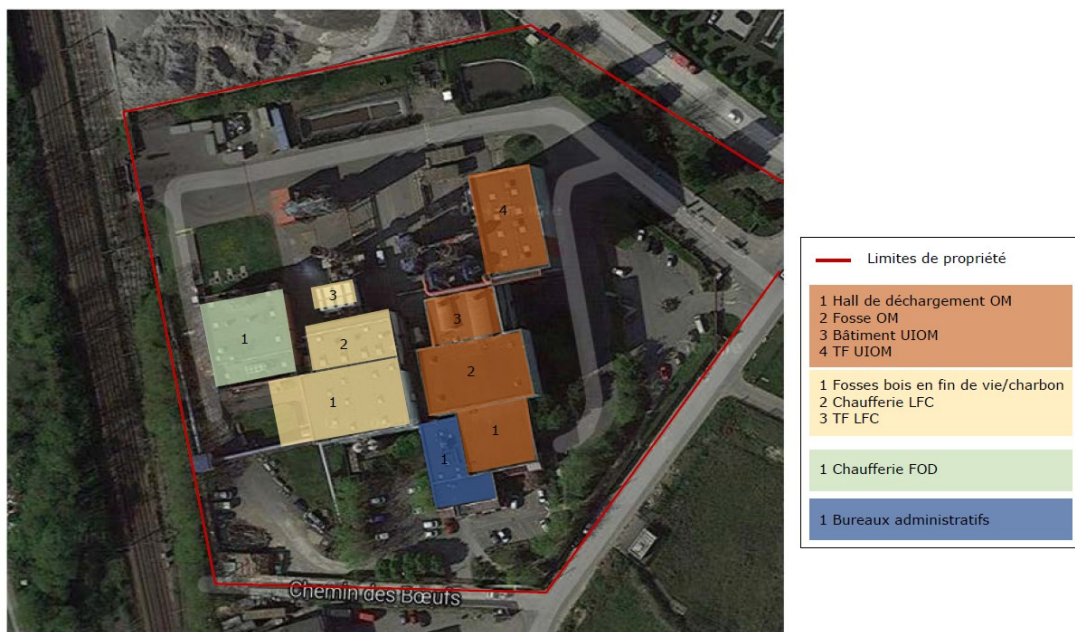 4
3
1
2
3
2
1
1
1
Chemin des Bœufs
Limites de propriété
1 Hall de déchargement OM
2 Fosse OM
3 Bâtiment UIOM
4 TF UIOM
1 Fosses bois en fin de vie/charbon
2 Chaufferie LFC
3 TF LFC
1 Chaufferie FOD
1 Bureaux administratifs